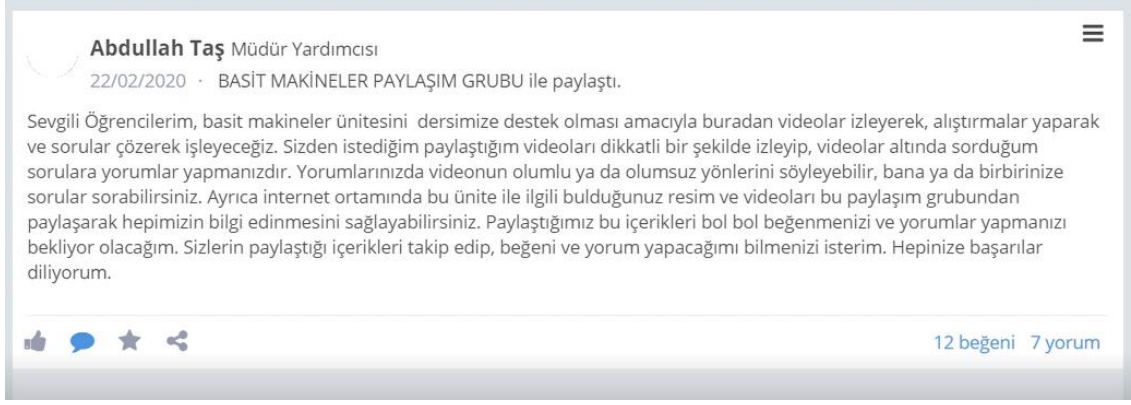 Abdullah Taş Müdür Yardımcısı
22/02/2020 · BASİT MAKİNELER PAYLAŞIM GRUBU ile paylaştı.
Sevgili Öğrencilerim, basit makineler ünitesini dersimize destek olması amacıyla buradan videolar izleyerek, alıştırmalar yaparak
ve sorular çözerek işleyeceğiz. Sizden istediğim paylaştığım videoları dikkatli bir şekilde izleyip, videolar altında sorduğum
sorulara yorumlar yapmanızdır. Yorumlarınızda videonun olumlu ya da olumsuz yönlerini söyleyebilir, bana ya da birbirinize
sorular sorabilirsiniz. Ayrıca internet ortamında bu ünite ile ilgili bulduğunuz resim ve videoları bu paylaşım grubundan
paylaşarak hepimizin bilgi edinmesini sağlayabilirsiniz. Paylaştığımız bu içerikleri bol bol beğenmenizi ve yorumlar yapmanızı
bekliyor olacağım. Sizlerin paylaştığı içerikleri takip edip, beğeni ve yorum yapacağımı bilmenizi isterim. Hepinize başarılar
diliyorum.
12 beğeni 7 yorum